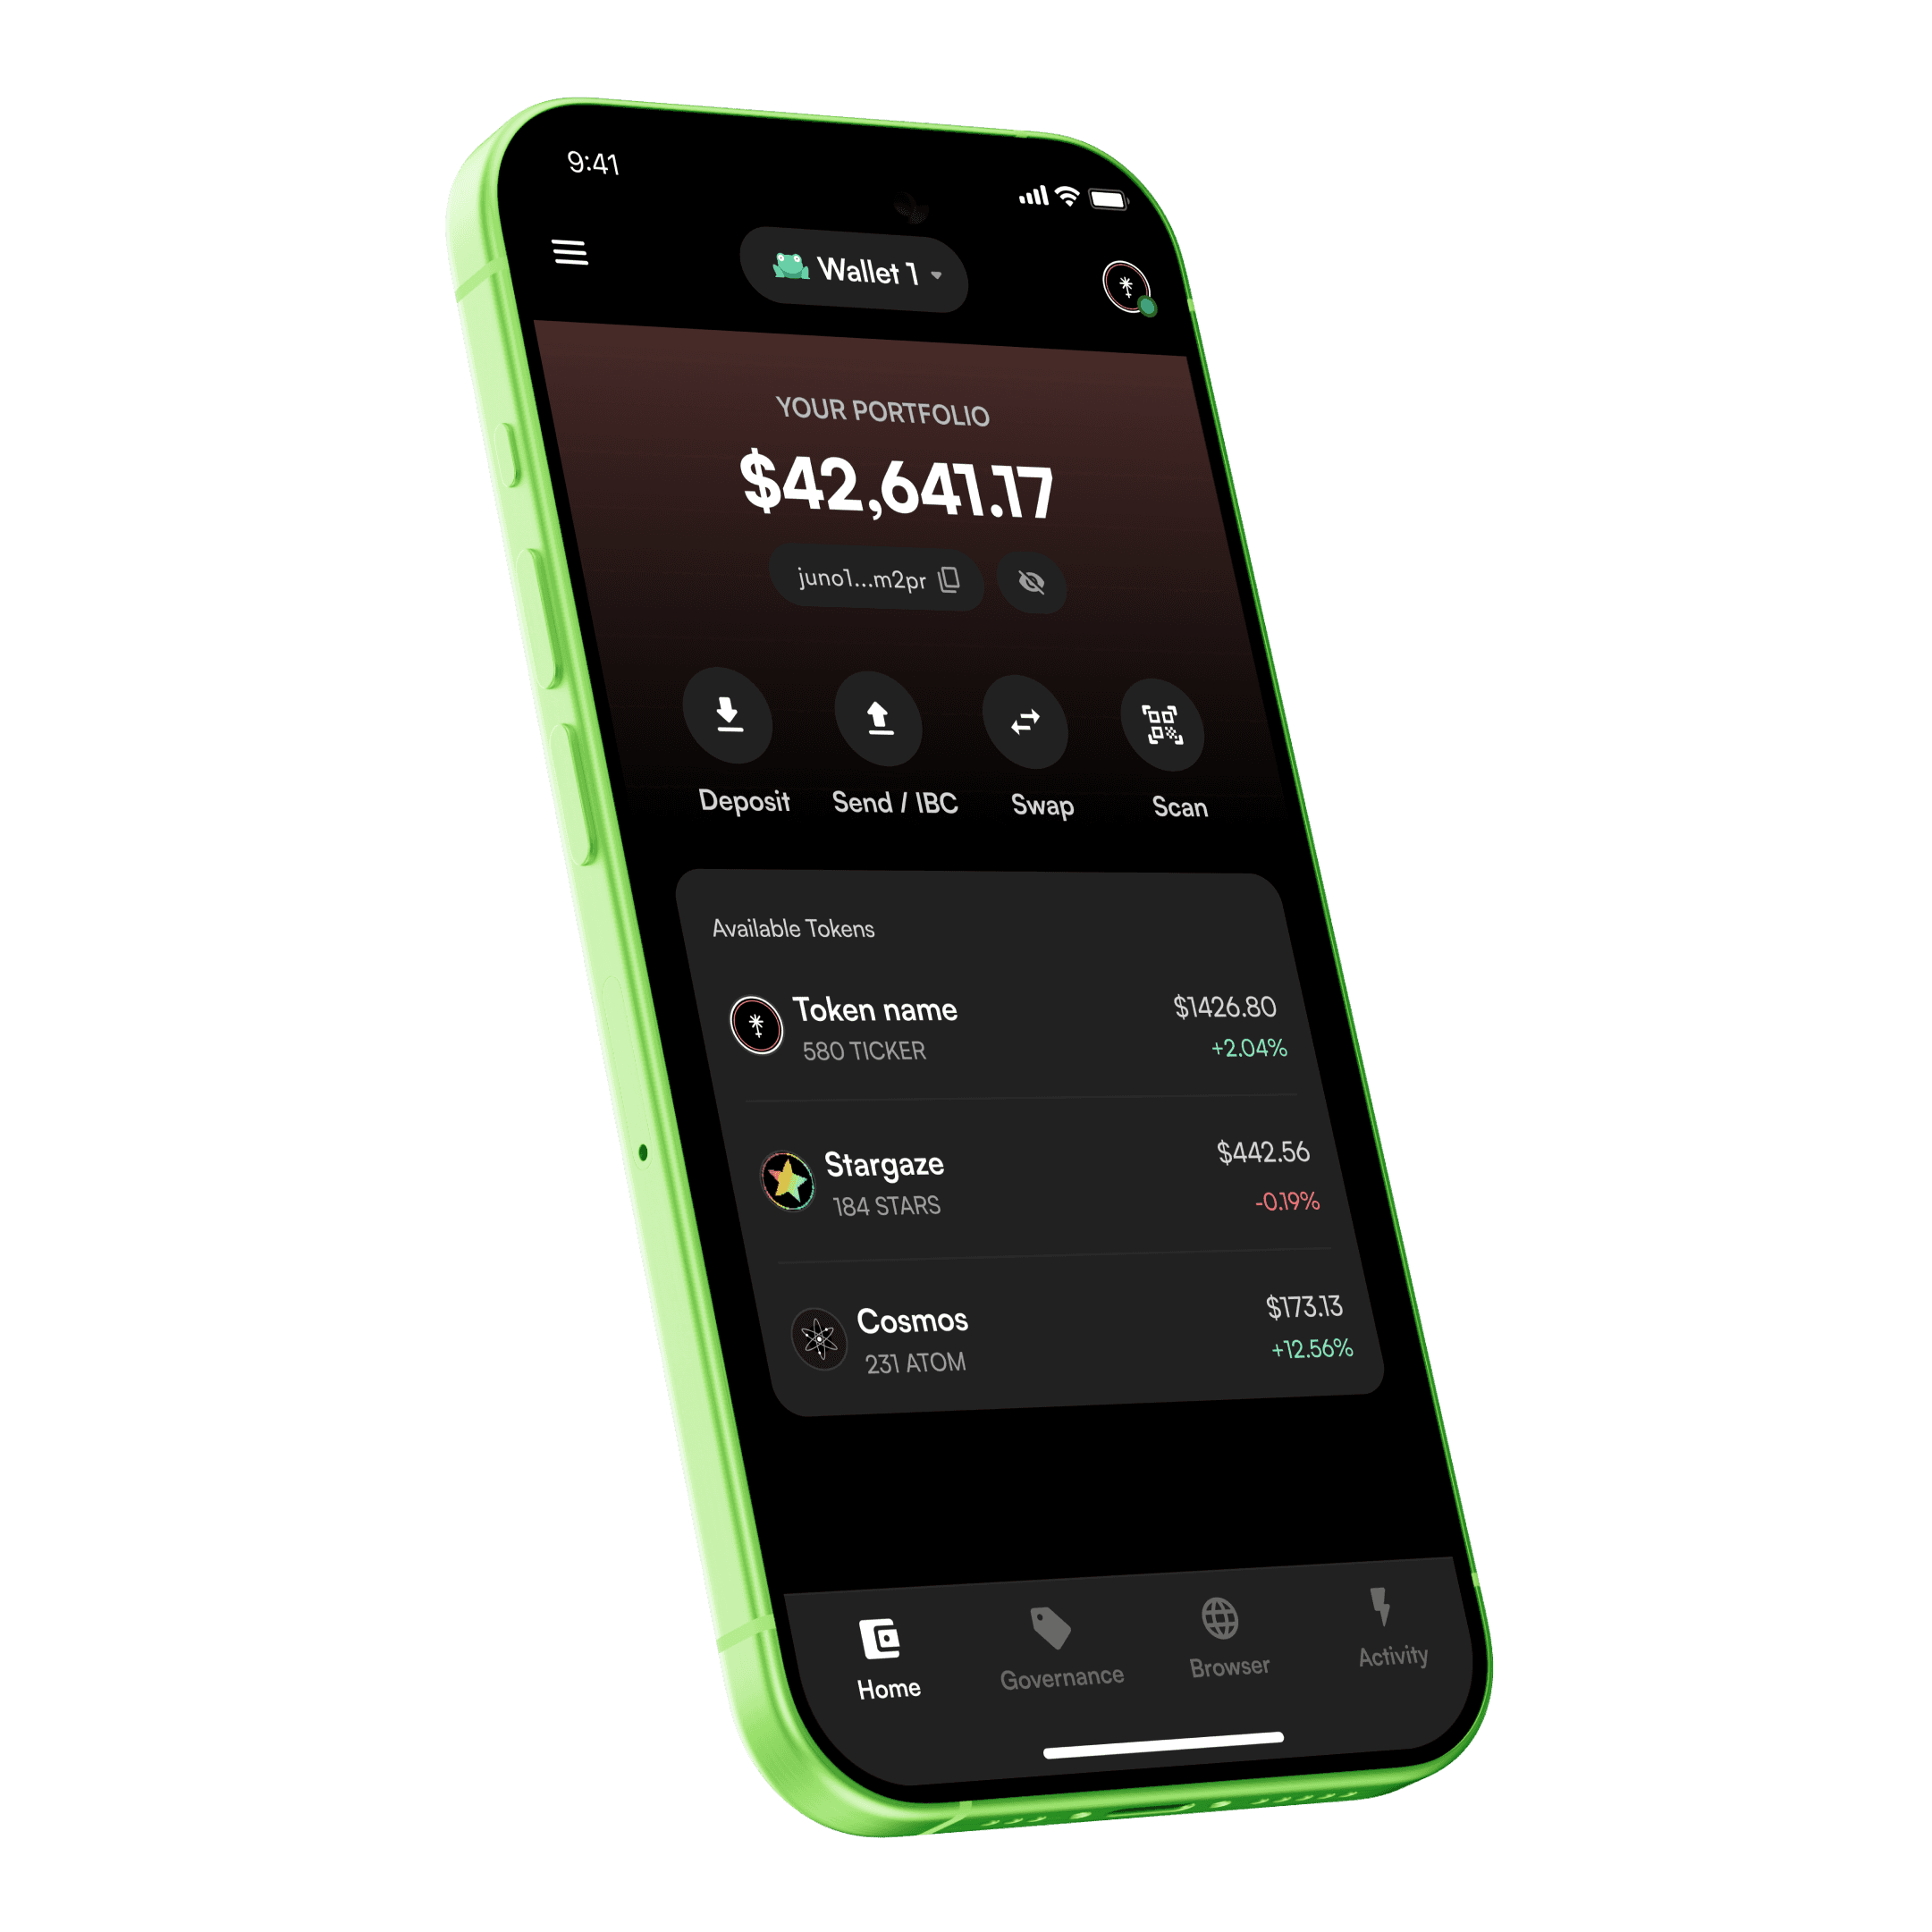 9:41
Wallet 1
YOUR PORTFOLIO
$42,641.17
juno1...m2pr
Deposit Send / IBC Swap Scan
Available Tokens
Token name $1426.80
580 TICKER +2.04%
Stargaze $442.56
184 STARS -0.19%
Cosmos $173.13
231 ATOM +12.56%
Home Governance Browser Activity